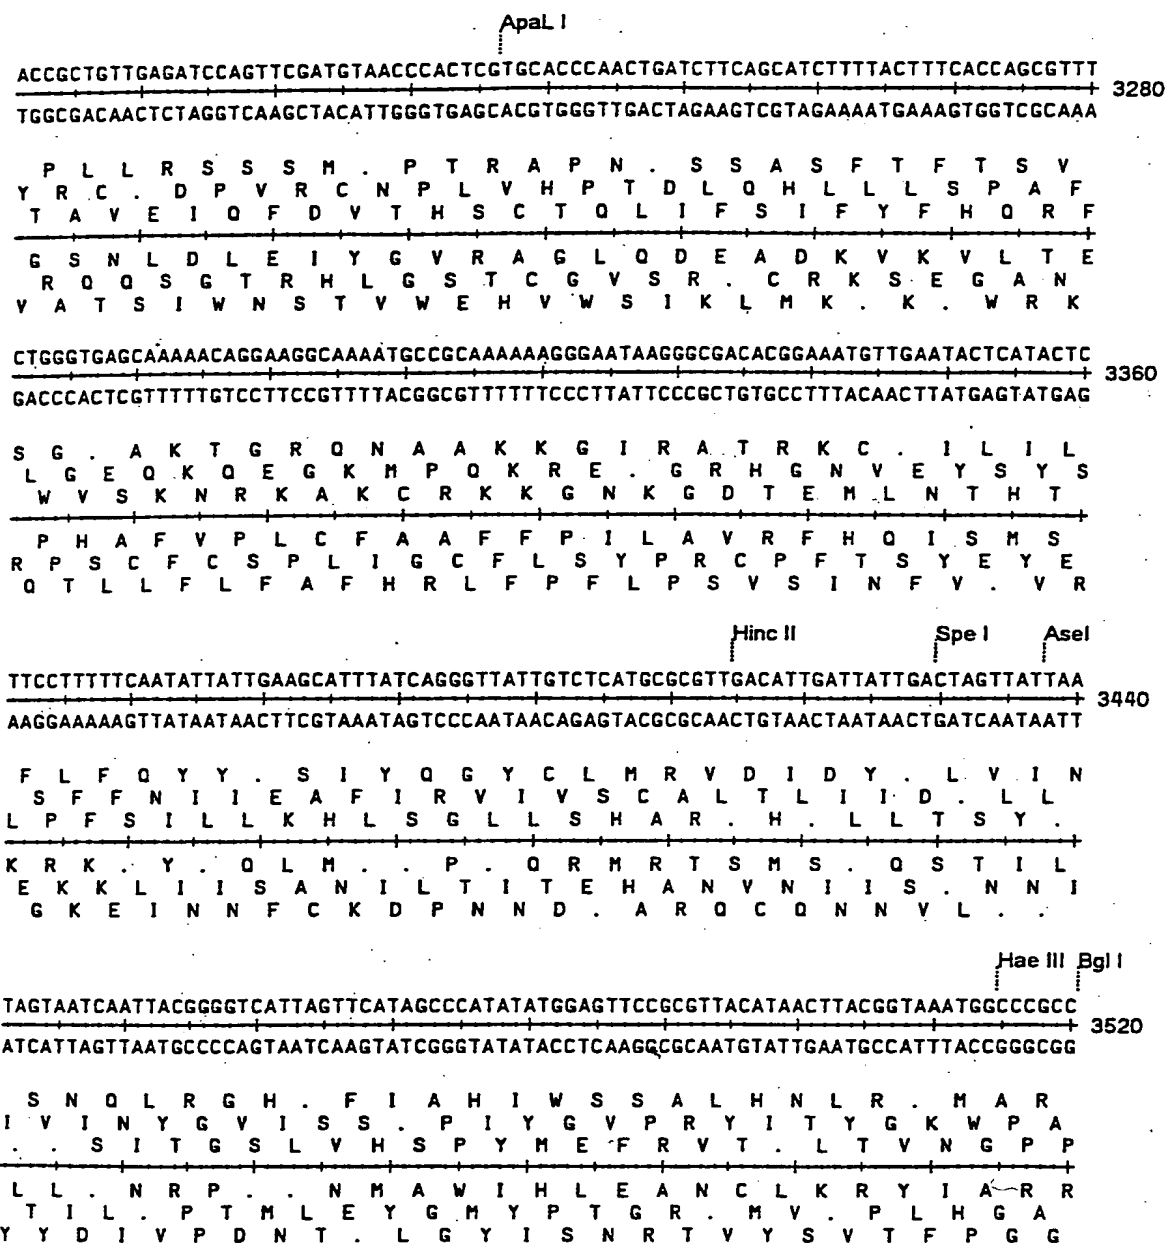 ApaL I
ACCGCTGTTGAGATCCAGTTCGATGTAACCCACTCGTGCACCCAACTGATCTTCAGCATCTTTTACTTTCACCAGCGTTT
3280
TGGCGACAACTCTAGGTCAAGCTACATTGGGTGAGCACGTGGGTTGACTAGAAGTCGTAGAAAATGAAAGTGGTCGCAAA
P L L R S S S M . P T R A P N . S S A S F T F T S V
Y R C . D P V R C N P L V H P T D L Q H L L L S P A F
T A V E I Q F D V T H S C T Q L I F S I F Y F H Q R F
G S N L D L E I Y G V R A G L Q D E A D K V K V L T E
R Q Q S G T R H L G S T C G V S R . C R K S E G A N
V A T S I W N S T V W E H V W S I K L M K . K . W R K
CTGGGTGAGCAAAAACAGGAAGGCAAAATGCCGCAAAAAAGGGAATAAGGGCGACACGGAAATGTTGAATACTCATACTC
3360
GACCCACTCGTTTTTGTCCTTCCGTTTTACGGCGTTTTTTCCCTTATTCCCGCTGTGCCTTTACAACTTATGAGTATGAG
S G . A K T G R Q N A A K K G I R A T R K C . I L I L
L G E Q K Q E G K M P Q K R E . G R H G N V E Y S Y S
W V S K N R K A K C R K K G N K G D T E M L N T H T
P H A F V P L C F A A F F P I L A V R F H Q I S M S
R P S C F C S P L I G C F L S Y P R C P F T S Y E Y E
Q T L L F L F A F H R L F P F L P S V S I N F V . V R
Hinc II Spe I AseI
TTCCTTTTTCAATATTATTGAAGCATTTATCAGGGTTATTGTCTCATGCGCGTTGACATTGATTATTGACTAGTTATTAA
3440
AAGGAAAAAGTTATAATAACTTCGTAAATAGTCCCAATAACAGAGTACGCGCAACTGTAACTAATAACTGATCAATAATT
F L F Q Y Y . S I Y Q G Y C L M R V D I D Y . L V I N
S F F N I I E A F I R V I V S C A L T L I I D . L L
L P F S I L L K H L S G L L S H A R . H . L L T S Y .
K R K . Y . Q L M . . P . Q R M R T S M S . Q S T I L
E K K L I I S A N I L T I T E H A N V N I I S . N N I
G K E I N N F C K D P N N D . A R Q C Q N N V L . .
Hae III Bgl I
TAGTAATCAATTACGGGGTCATTAGTTCATAGCCCATATATGGAGTTCCGCGTTACATAACTTACGGTAAATGGCCCGCC
3520
ATCATTAGTTAATGCCCCAGTAATCAAGTATCGGGTATATACCTCAAGGCGCAATGTATTGAATGCCATTTACCGGGCGG
S N Q L R G H . F I A H I W S S A L H N L R . M A R
I V I N Y G V I S S . P I Y G V P R Y I T Y G K W P A
. . S I T G S L V H S P Y M E F R V T . L T V N G P P
L L . N R P . . N M A W I H L E A N C L K R Y I A R R
T I L . P T M L E Y G M Y P T G R . M V . P L H G A
Y Y D I V P D N T . L G Y I S N R T V Y S V T F P G G